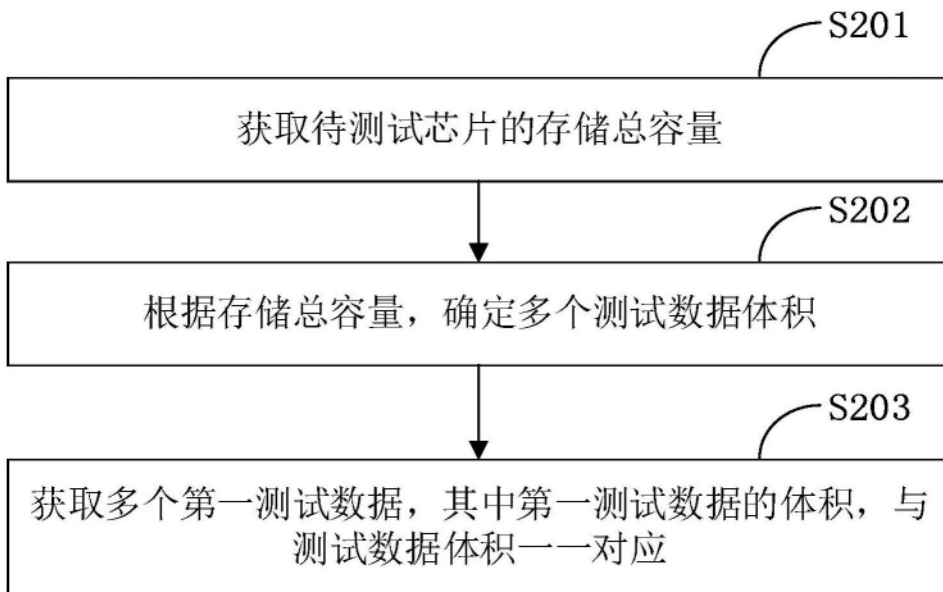 S201
获取待测试芯片的存储总容量
S202
根据存储总容量，确定多个测试数据体积
S203
获取多个第一测试数据，其中第一测试数据的体积，与
测试数据体积一一对应